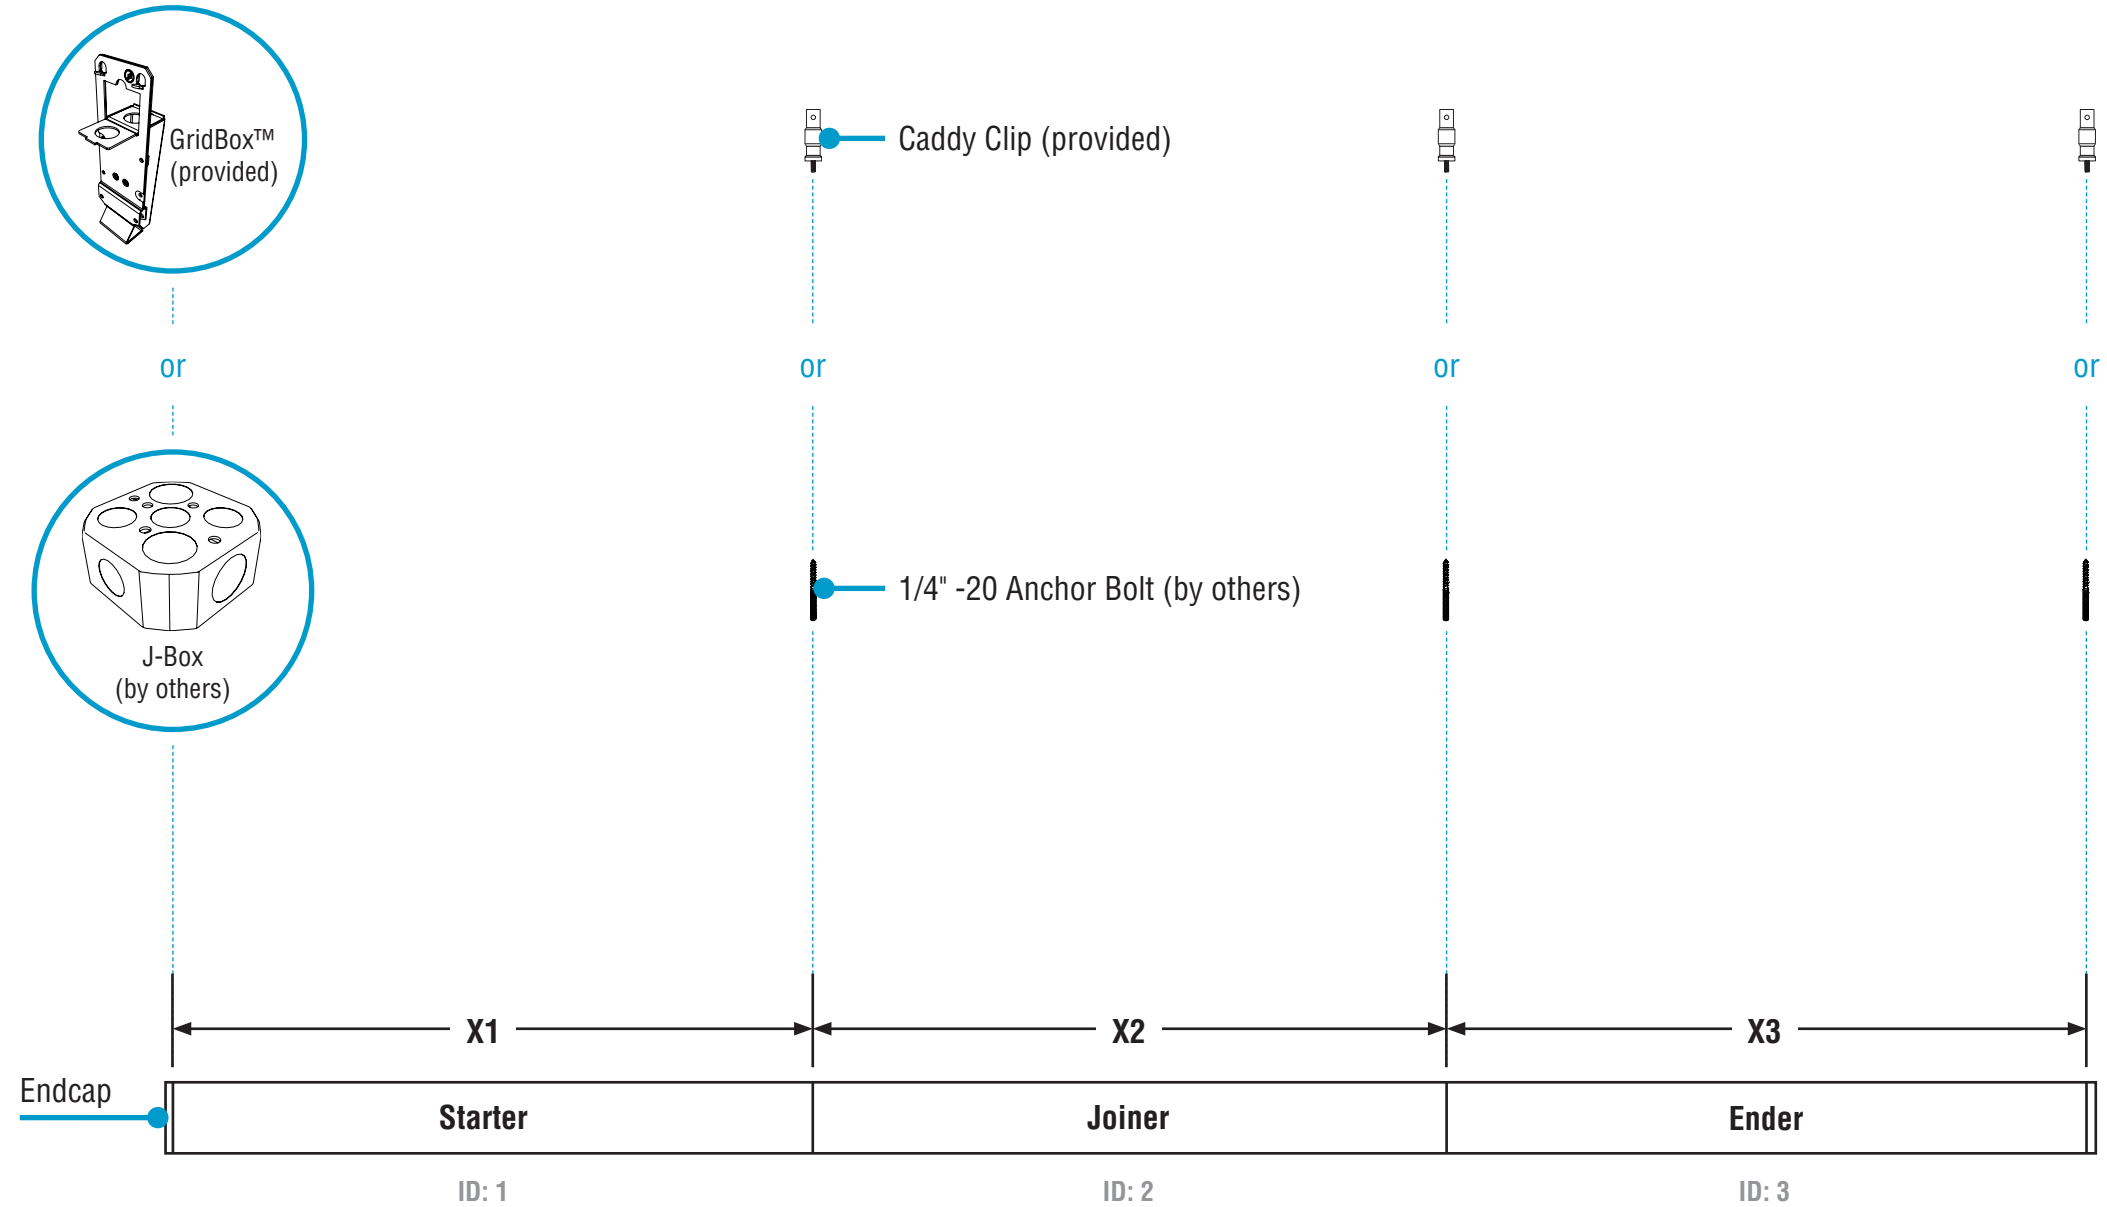 GridBox™
(provided)
Caddy Clip (provided)
or
or
or
or
J-Box
(by others)
1/4" -20 Anchor Bolt (by others)
X1
X2
X3
Endcap
Starter
Joiner
Ender
ID: 1
ID: 2
ID: 3